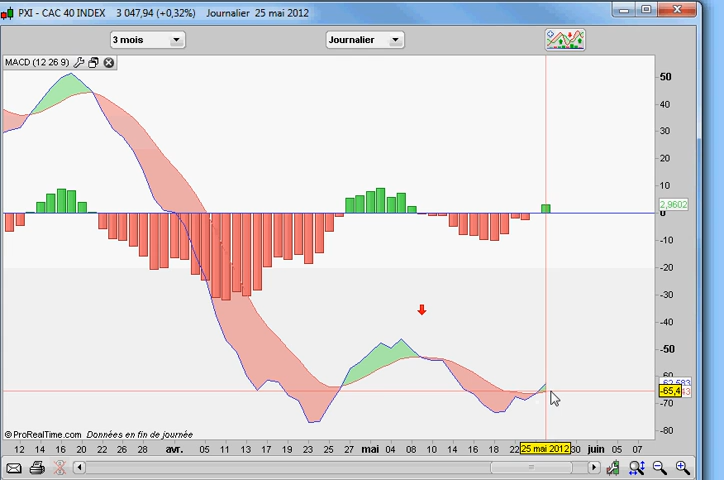 PXI - CAC 40 INDEX 3 047,94 (+0,32%) Journalier 25 mai 2012
3 mois
Journalier
MACD (12 26 9)
50
40
30
20
10
2,9602
0
-10
-20
-30
-40
-50
-62,583
-65,4
-70
-80
© ProRealTime.com Données en fin de journée
12 14 16 20 22 26 28 30 avr. 05 11 13 17 19 23 25 27 mai 04 08 10 14 16 18 22 25 mai 2012 30 juin 05 07